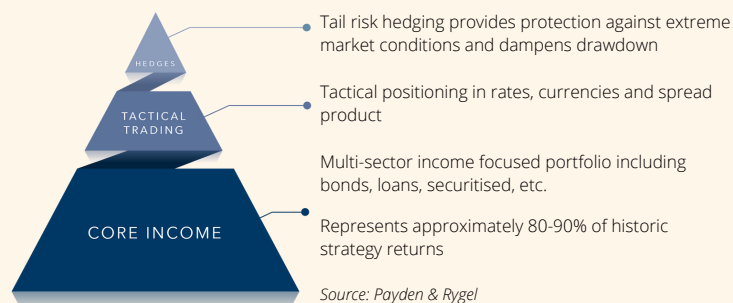 HEDGES
Tail risk hedging provides protection against extreme
market conditions and dampens drawdown
TACTICAL
TRADING
Tactical positioning in rates, currencies and spread
product
CORE INCOME
Multi-sector income focused portfolio including
bonds, loans, securitised, etc.
Represents approximately 80-90% of historic
strategy returns
Source: Payden & Rygel